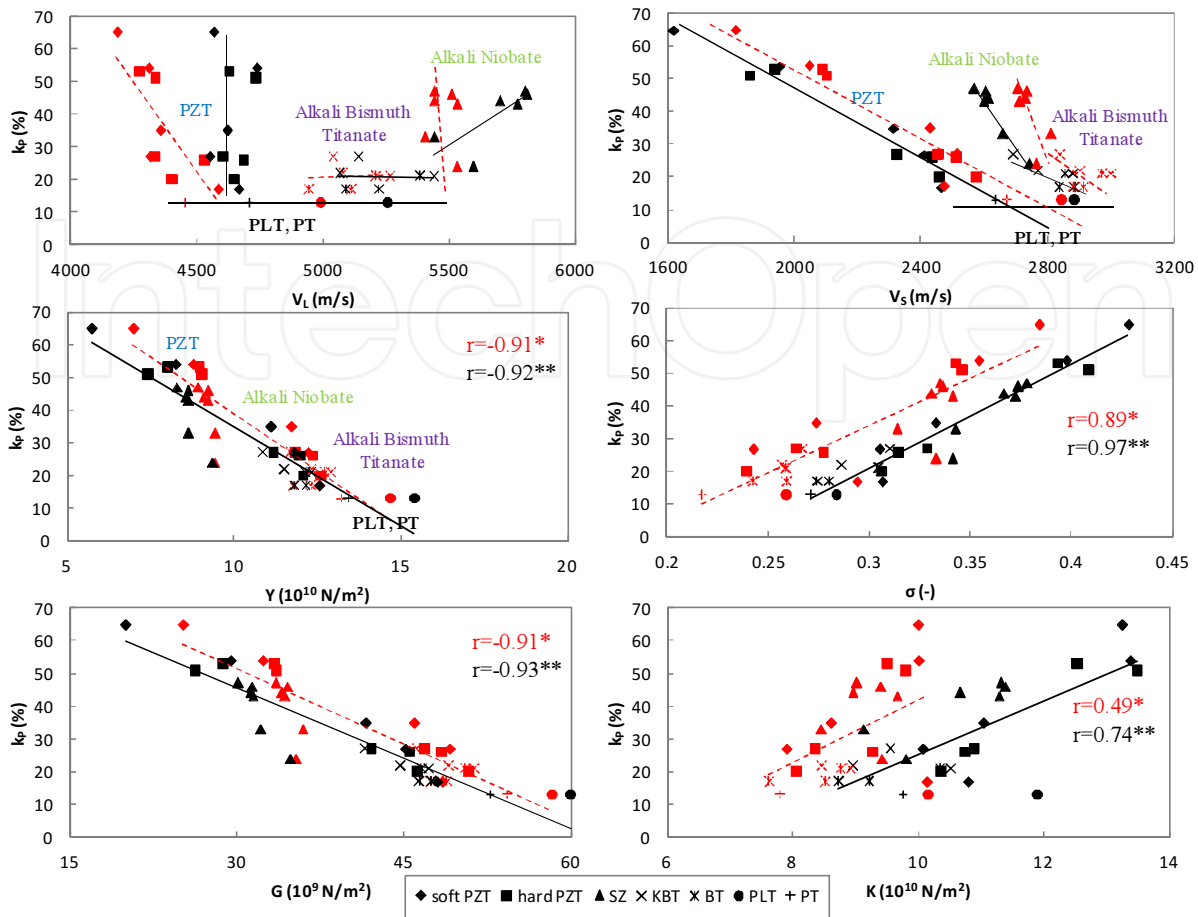 70
60
50
40
30
20
10
0
kP (%)
Alkali Niobate
PZT
Alkali Bismuth
Titanate
PLT, PT
4000 4500 5000 5500 6000
VL (m/s)
70
60
50
40
30
20
10
0
kP (%)
Alkali Niobate
PZT
Alkali Bismuth
Titanate
PLT, PT
1600 2000 2400 2800 3200
VS (m/s)
70
60
50
40
30
20
10
0
kP (%)
PZT
r=-0.91*
r=-0.92**
Alkali Niobate
Alkali Bismuth
Titanate
PLT, PT
5 10 15 20
Y (10^10 N/m^2)
70
60
50
40
30
20
10
0
kP (%)
r=0.89*
r=0.97**
0.2 0.25 0.3 0.35 0.4 0.45
σ (-)
70
60
50
40
30
20
10
0
kP (%)
r=-0.91*
r=-0.93**
15 30 45 60
G (10^9 N/m^2)
70
60
50
40
30
20
10
0
kP (%)
r=0.49*
r=0.74**
6 8 10 12 14
K (10^10 N/m^2)
soft PZT hard PZT SZ KBT BT PLT PT
IntechOpen